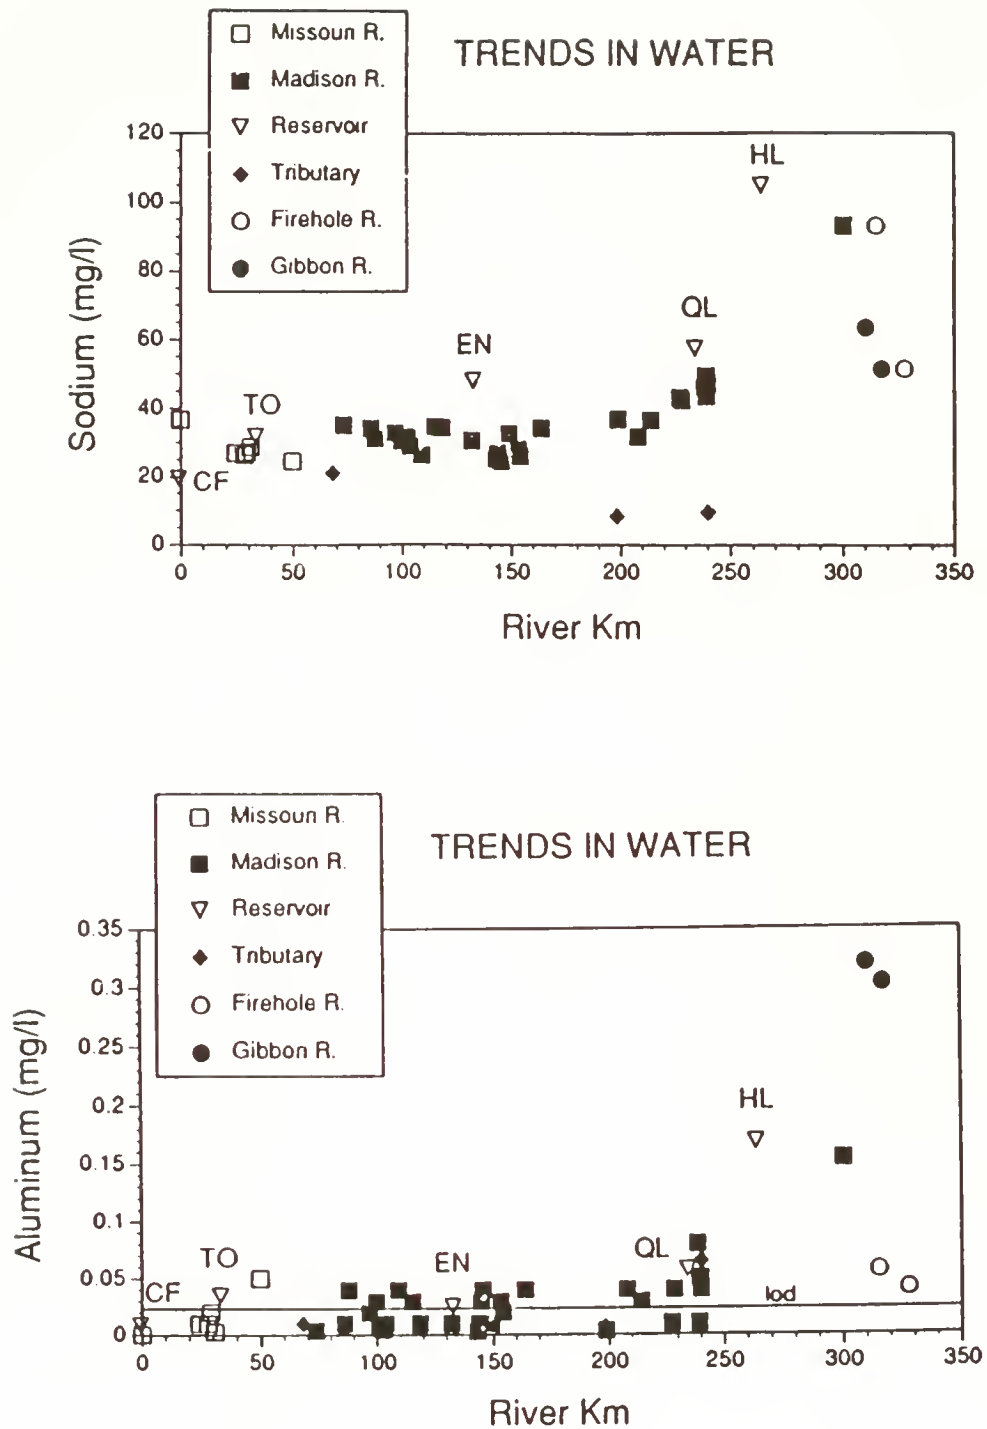 Missoun R.
Madison R.
Reservoir
Tributary
Firehole R.
Gibbon R.
TRENDS IN WATER
Sodium (mg/l)
120
100
80
60
40
20
0
HL
QL
EN
TO
CF
0 50 100 150 200 250 300 350
River Km
Missoun R.
Madison R.
Reservoir
Tributary
Firehole R.
Gibbon R.
TRENDS IN WATER
Aluminum (mg/l)
0.35
0.3
0.25
0.2
0.15
0.1
0.05
0
HL
QL
EN
TO
CF
lod
0 50 100 150 200 250 300 350
River Km